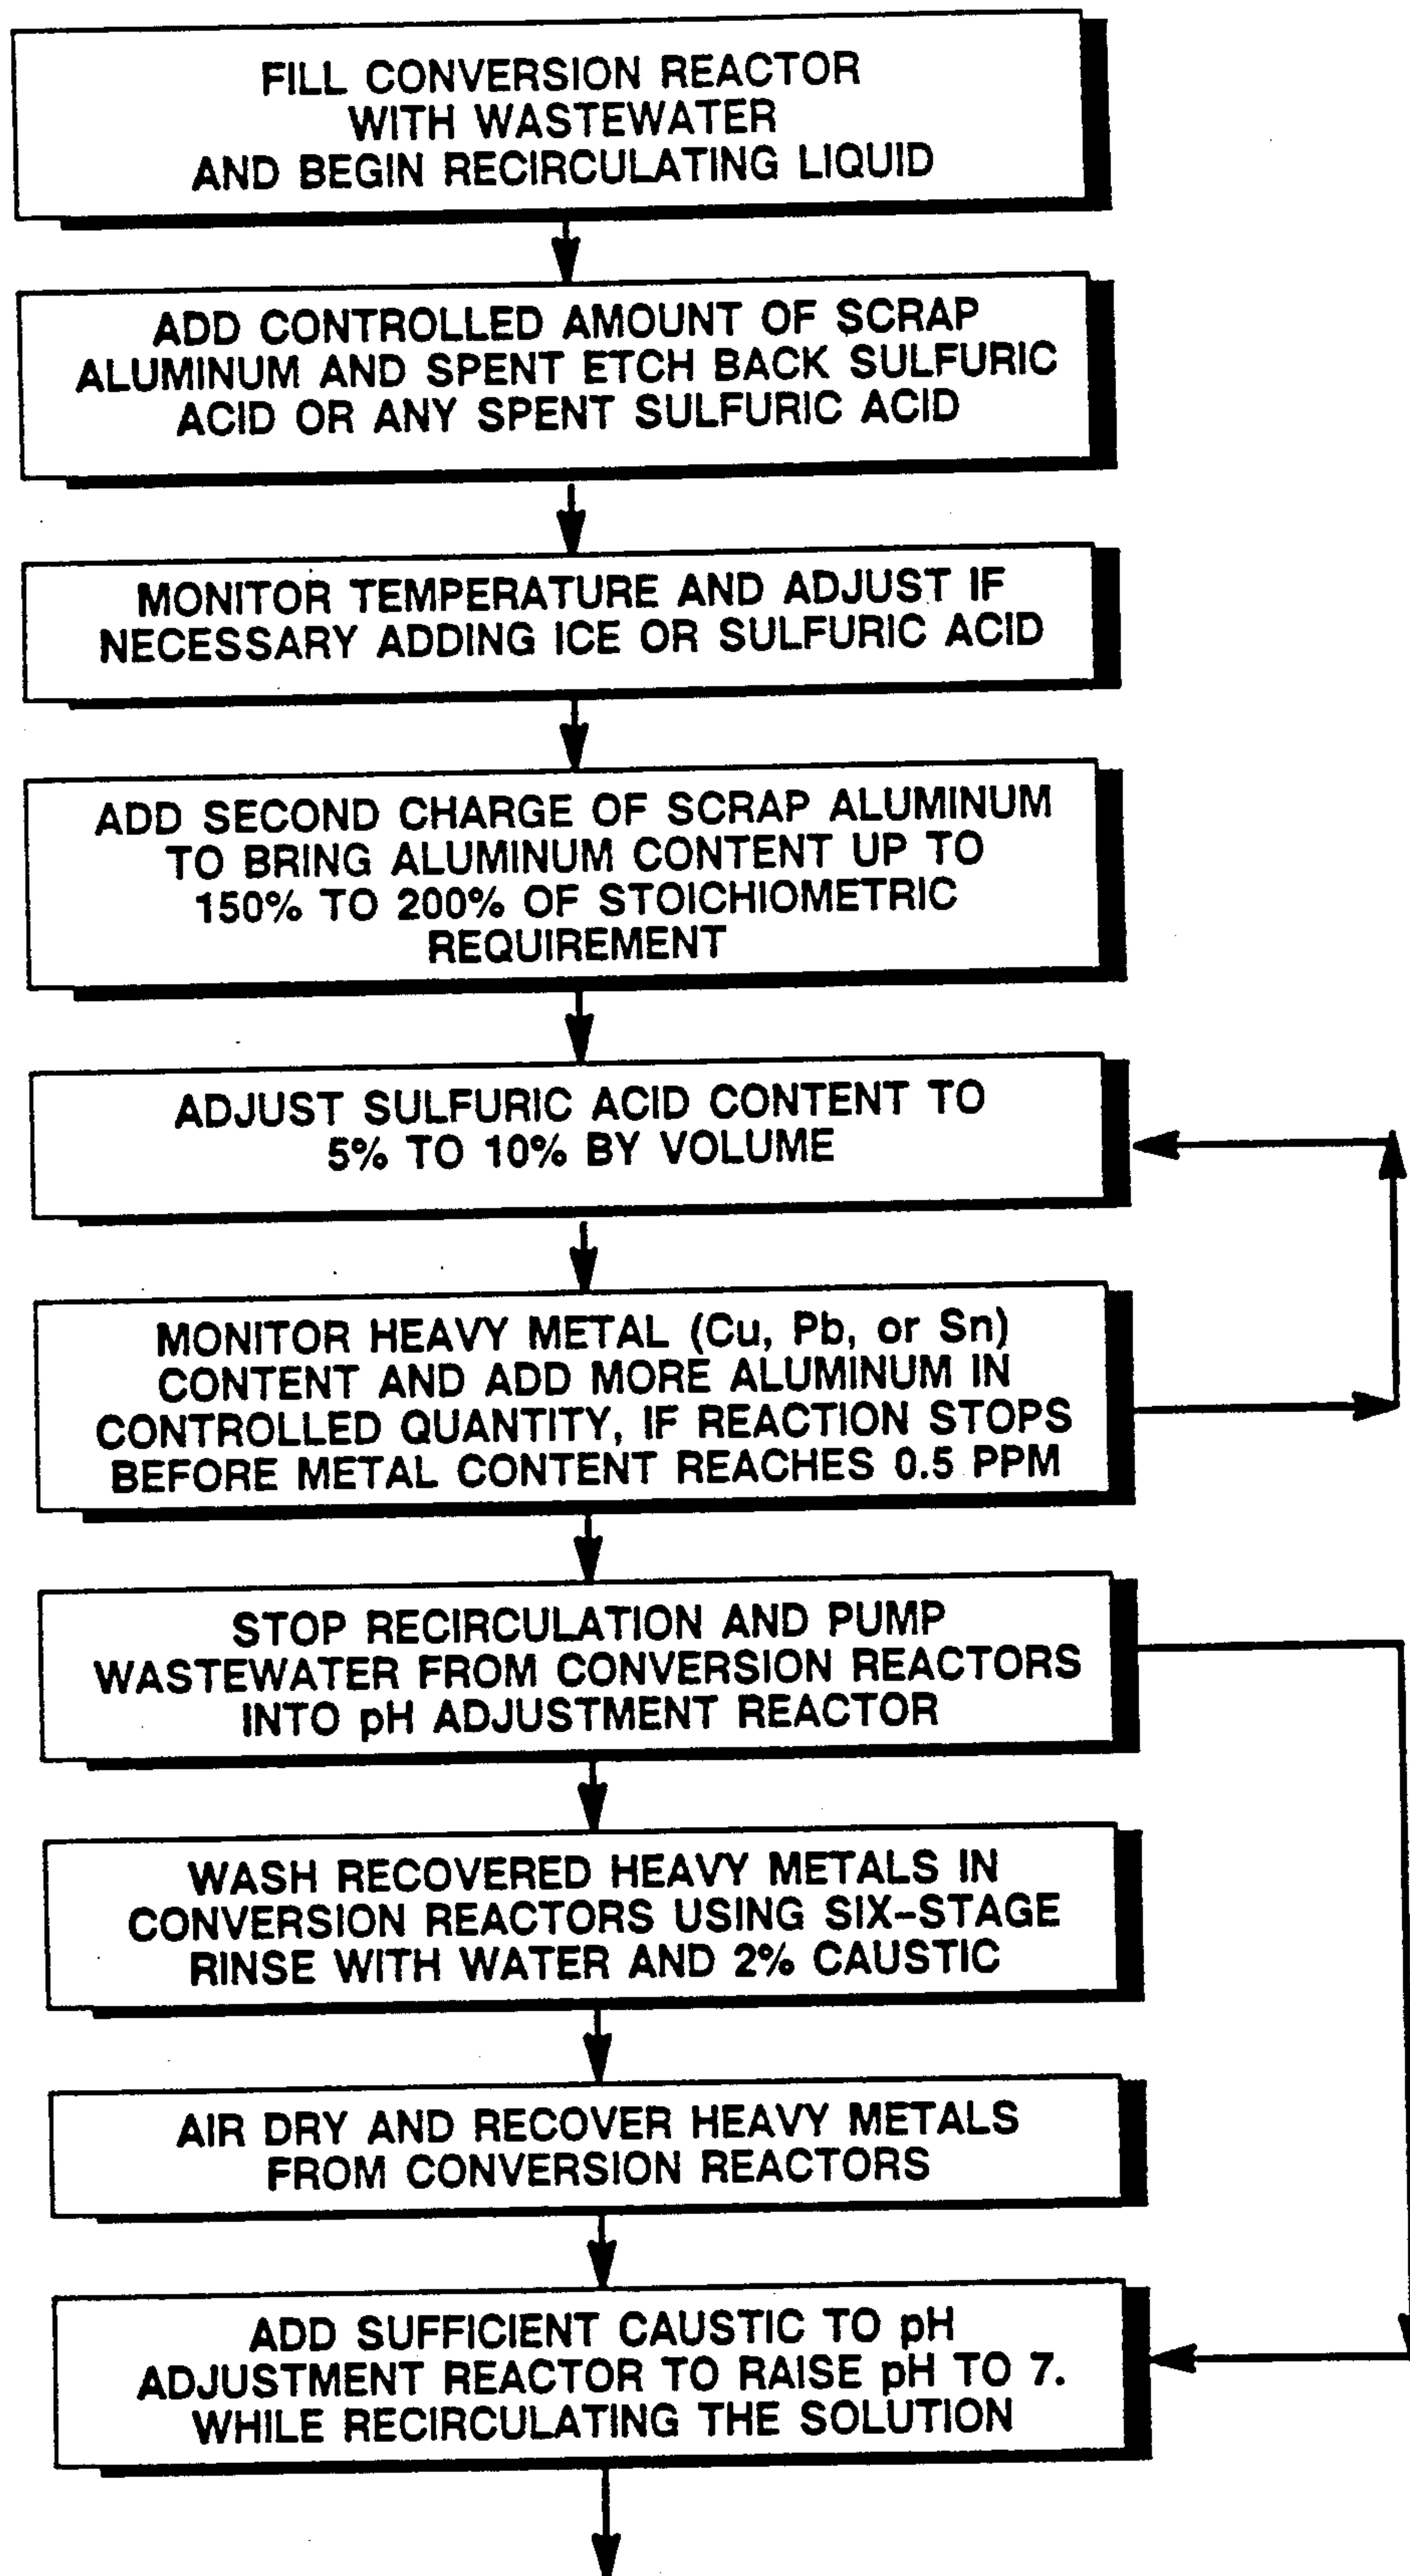 FILL CONVERSION REACTOR
WITH WASTEWATER
AND BEGIN RECIRCULATING LIQUID
ADD CONTROLLED AMOUNT OF SCRAP
ALUMINUM AND SPENT ETCH BACK SULFURIC
ACID OR ANY SPENT SULFURIC ACID
MONITOR TEMPERATURE AND ADJUST IF
NECESSARY ADDING ICE OR SULFURIC ACID
ADD SECOND CHARGE OF SCRAP ALUMINUM
TO BRING ALUMINUM CONTENT UP TO
150% TO 200% OF STOICHIOMETRIC
REQUIREMENT
ADJUST SULFURIC ACID CONTENT TO
5% TO 10% BY VOLUME
MONITOR HEAVY METAL (Cu, Pb, or Sn)
CONTENT AND ADD MORE ALUMINUM IN
CONTROLLED QUANTITY, IF REACTION STOPS
BEFORE METAL CONTENT REACHES 0.5 PPM
STOP RECIRCULATION AND PUMP
WASTEWATER FROM CONVERSION REACTORS
INTO pH ADJUSTMENT REACTOR
WASH RECOVERED HEAVY METALS IN
CONVERSION REACTORS USING SIX-STAGE
RINSE WITH WATER AND 2% CAUSTIC
AIR DRY AND RECOVER HEAVY METALS
FROM CONVERSION REACTORS
ADD SUFFICIENT CAUSTIC TO pH
ADJUSTMENT REACTOR TO RAISE pH TO 7.
WHILE RECIRCULATING THE SOLUTION